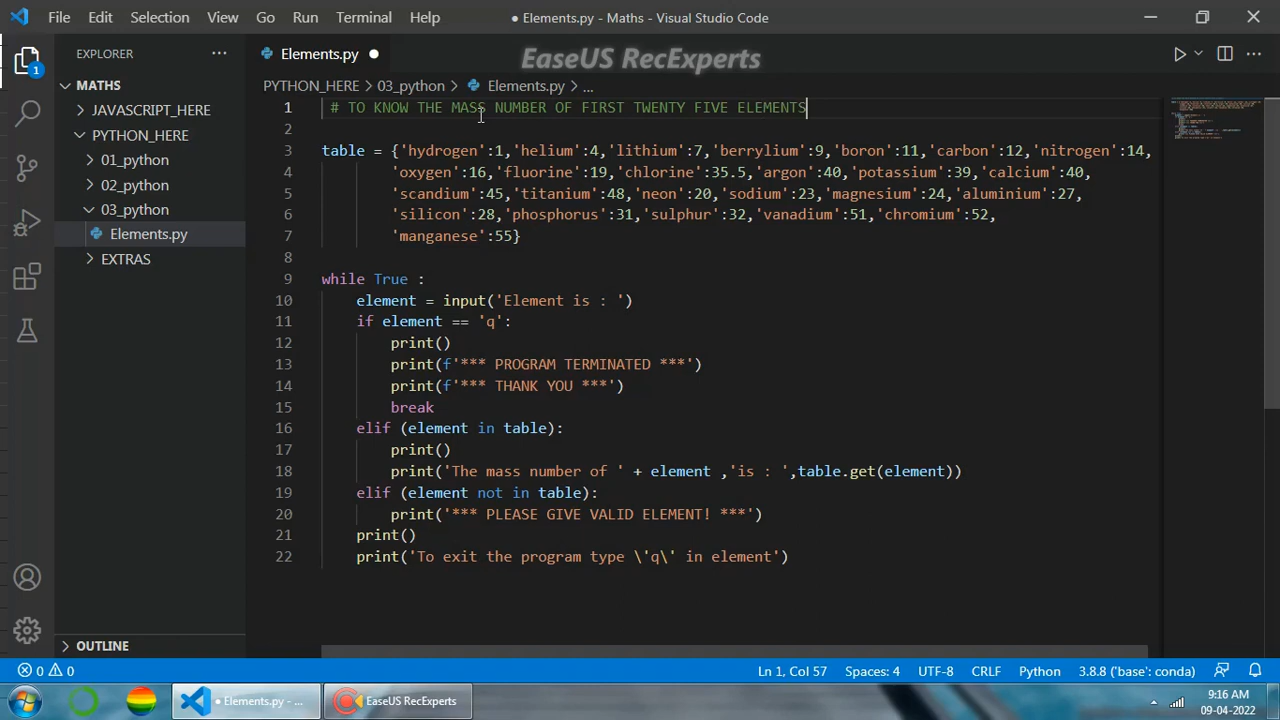 File Edit Selection View Go Run Terminal Help ● Elements.py - Maths - Visual Studio Code
EXPLORER ··· Elements.py ●
EaseUS RecExperts
MATHS
PYTHON_HERE > 03_python > Elements.py > ...
JAVASCRIPT_HERE
PYTHON_HERE
01_python
02_python
03_python
Elements.py
EXTRAS
1 # TO KNOW THE MASS NUMBER OF FIRST TWENTY FIVE ELEMENTS
2
3 table = {'hydrogen':1,'helium':4,'lithium':7,'berrylium':9,'boron':11,'carbon':12,'nitrogen':14,
4 'oxygen':16,'fluorine':19,'chlorine':35.5,'argon':40,'potassium':39,'calcium':40,
5 'scandium':45,'titanium':48,'neon':20,'sodium':23,'magnesium':24,'aluminium':27,
6 'silicon':28,'phosphorus':31,'sulphur':32,'vanadium':51,'chromium':52,
7 'manganese':55}
8
9 while True :
10 element = input('Element is : ')
11 if element == 'q':
12 print()
13 print(f'*** PROGRAM TERMINATED ***')
14 print(f'*** THANK YOU ***')
15 break
16 elif (element in table):
17 print()
18 print('The mass number of ' + element ,'is : ',table.get(element))
19 elif (element not in table):
20 print('*** PLEASE GIVE VALID ELEMENT! ***')
21 print()
22 print('To exit the program type \'q\' in element')
OUTLINE
1
0 0 Ln 1, Col 57 Spaces: 4 UTF-8 CRLF Python 3.8.8 ('base': conda)
● Elements.py - ... EaseUS RecExperts 9:16 AM
09-04-2022